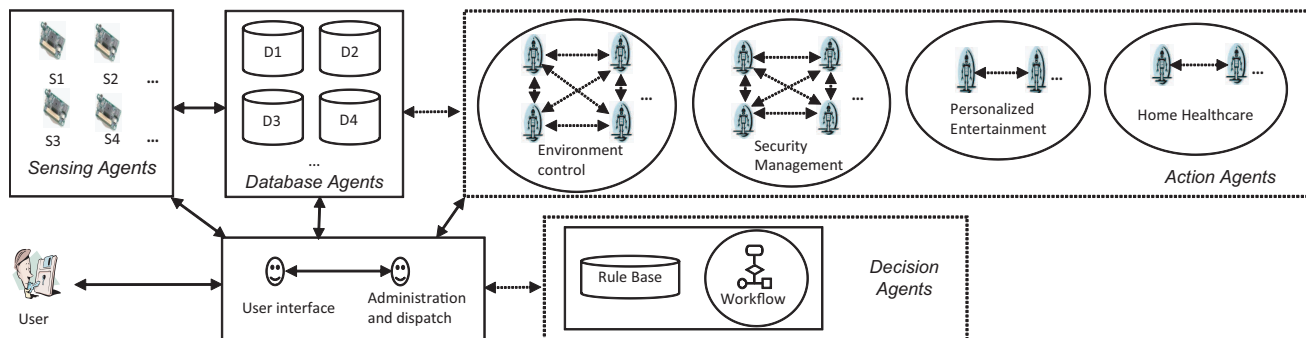 S1 S2 ...
S3 S4 ...
Sensing Agents
D1 D2
D3 D4
...
Database Agents
...
Environment
control
...
Security
Management
...
Personalized
Entertainment
...
Home Healthcare
Action Agents
User
User interface
Administration
and dispatch
Rule Base
Workflow
Decision
Agents